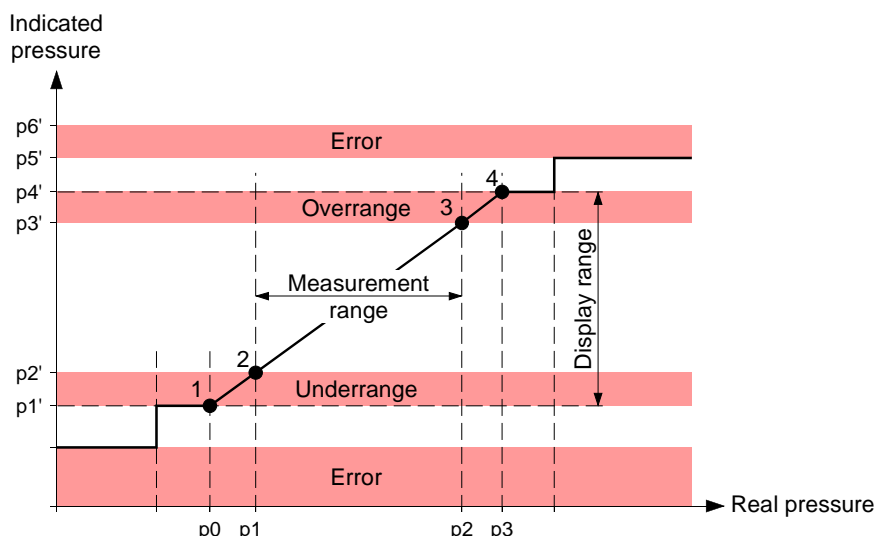 Indicated
pressure
p6'
Error
p5'
p4'
4
Overrange
3
p3'
Measurement
range
Display range
2
p2'
1
Underrange
p1'
Error
Real pressure
p0 p1 p2 p3